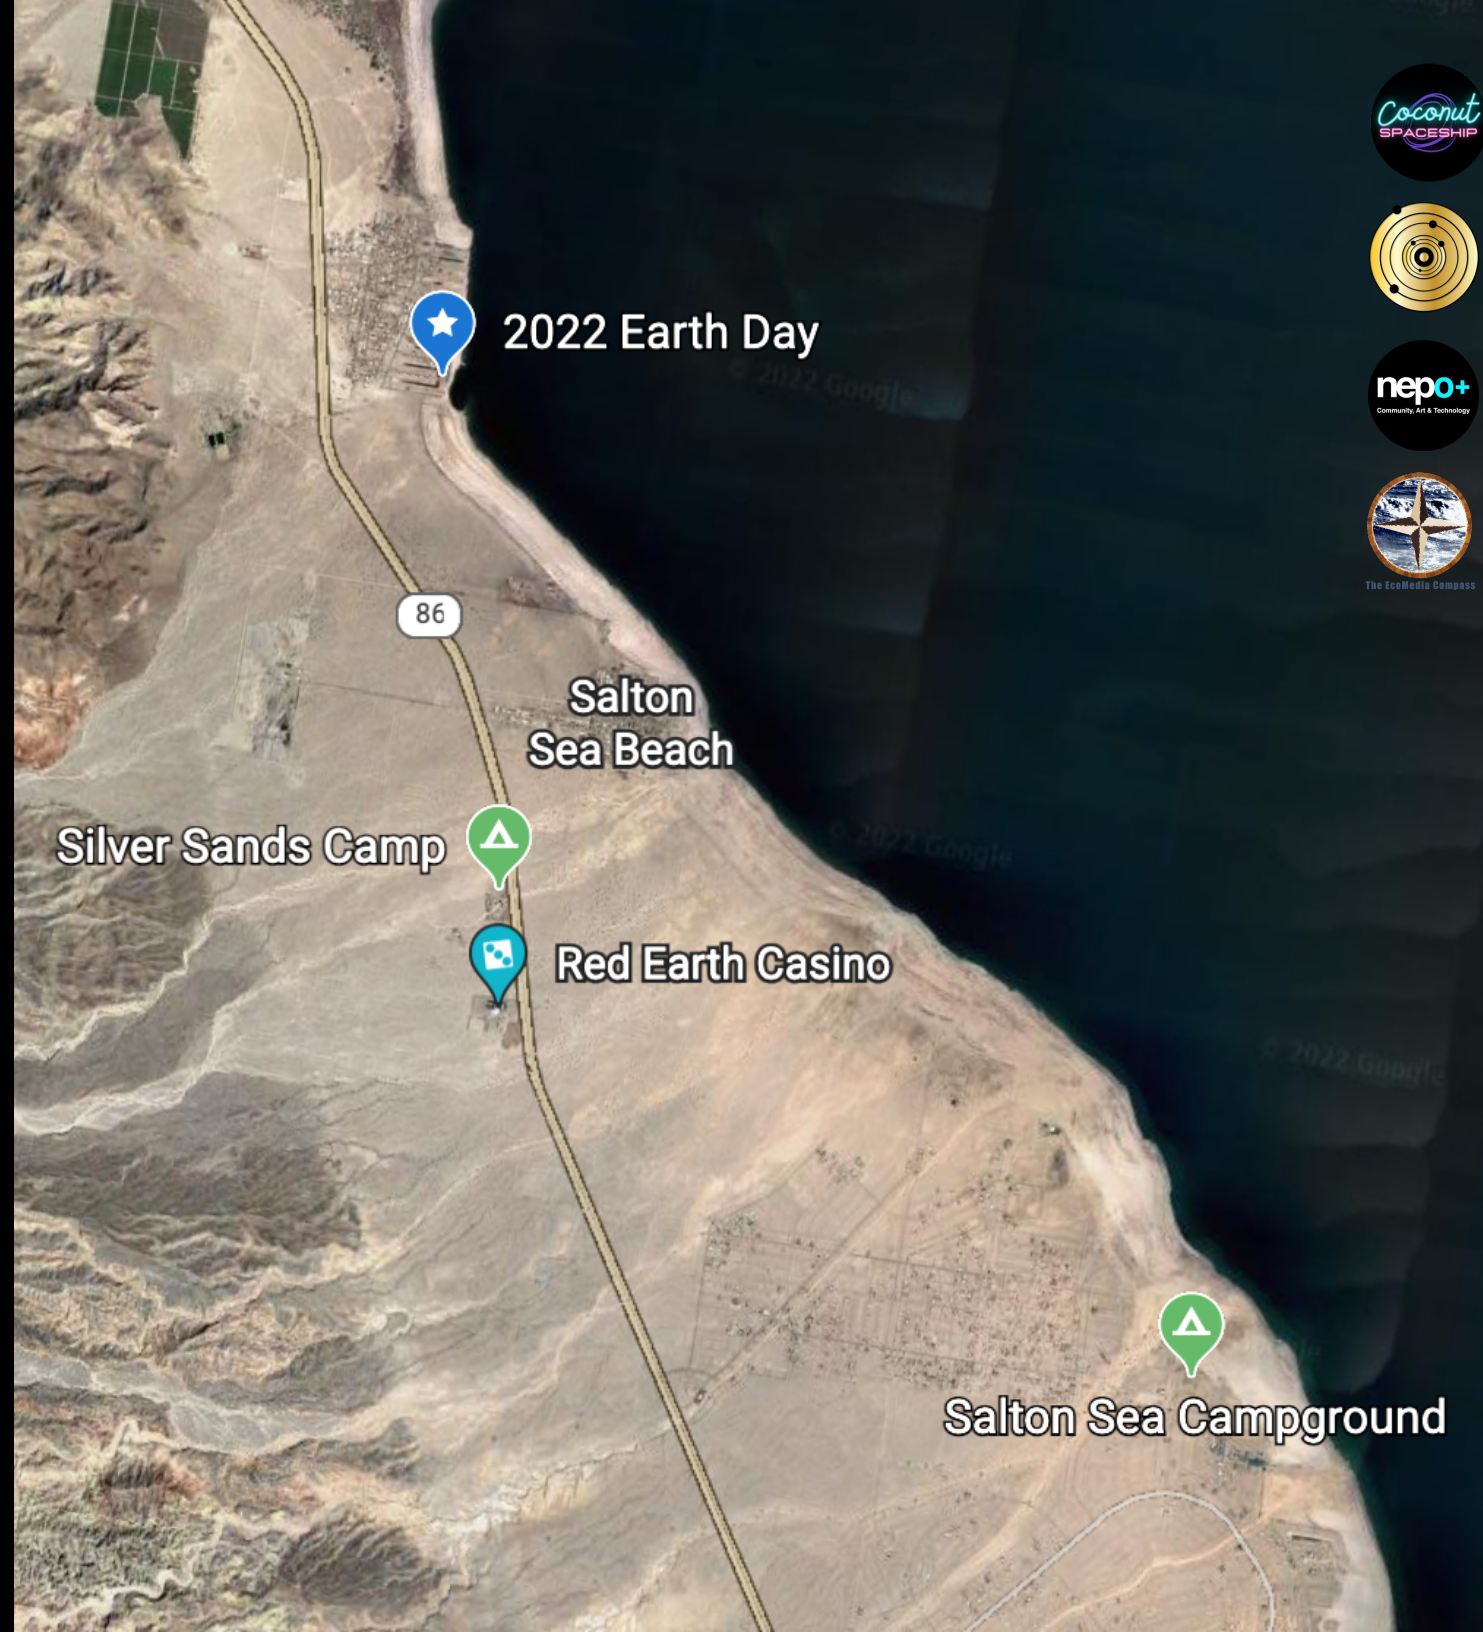 Google
Coconut
SPACESHIP
2022 Earth Day
© 2022 Google
nepo+
Community, Art & Technology
The EcoMedia Compass
86
Salton
Sea Beach
Silver Sands Camp
© 2022 Google
Red Earth Casino
© 2022 Google
Salton Sea Campground